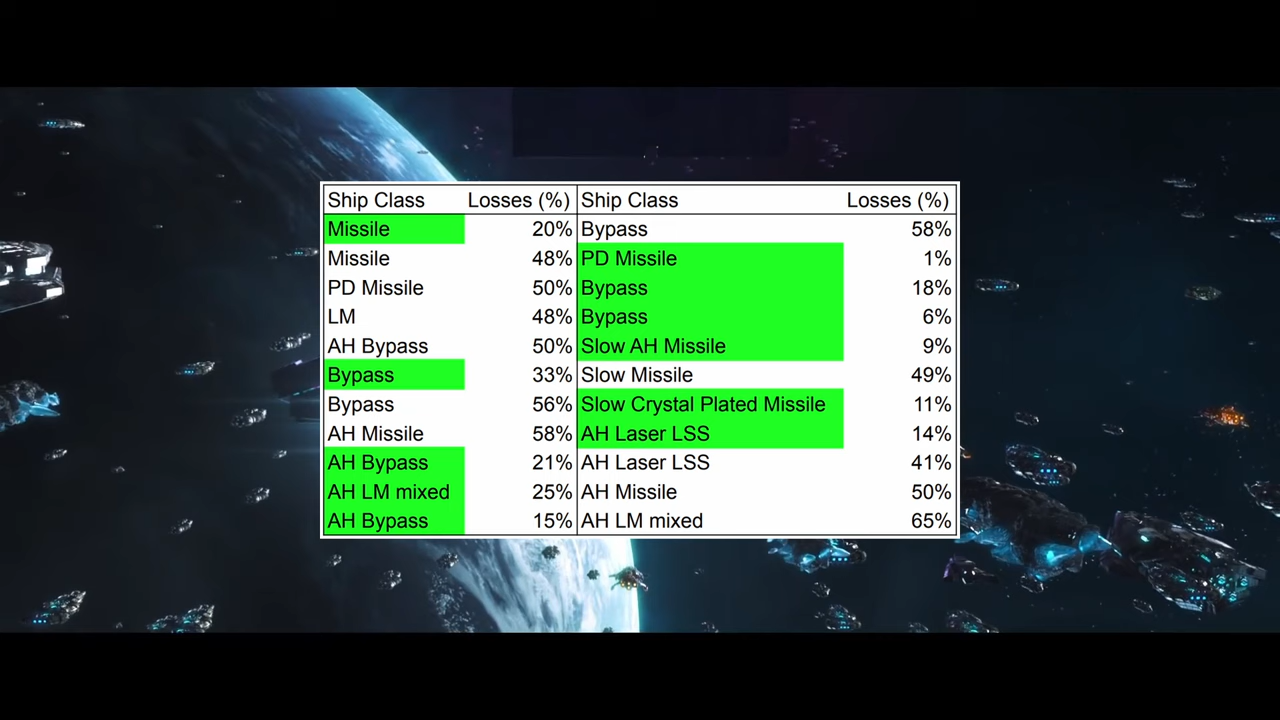 Ship Class Losses (%) Ship Class Losses (%)
Missile 20% Bypass 58%
Missile 48% PD Missile 1%
PD Missile 50% Bypass 18%
LM 48% Bypass 6%
AH Bypass 50% Slow AH Missile 9%
Bypass 33% Slow Missile 49%
Bypass 56% Slow Crystal Plated Missile 11%
AH Missile 58% AH Laser LSS 14%
AH Bypass 21% AH Laser LSS 41%
AH LM mixed 25% AH Missile 50%
AH Bypass 15% AH LM mixed 65%